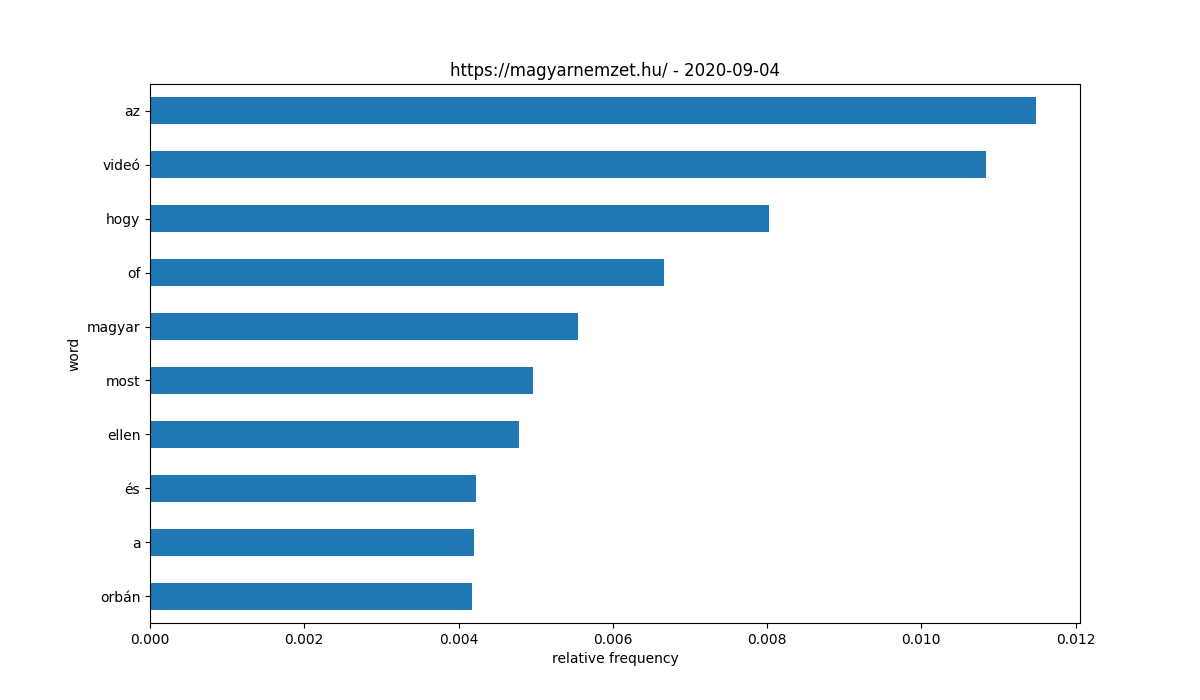 https://magyarnemzet.hu/ - 2020-09-04
az
videó
hogy
of
magyar
most
ellen
és
a
orbán
word
0.000 0.002 0.004 0.006 0.008 0.010 0.012
relative frequency